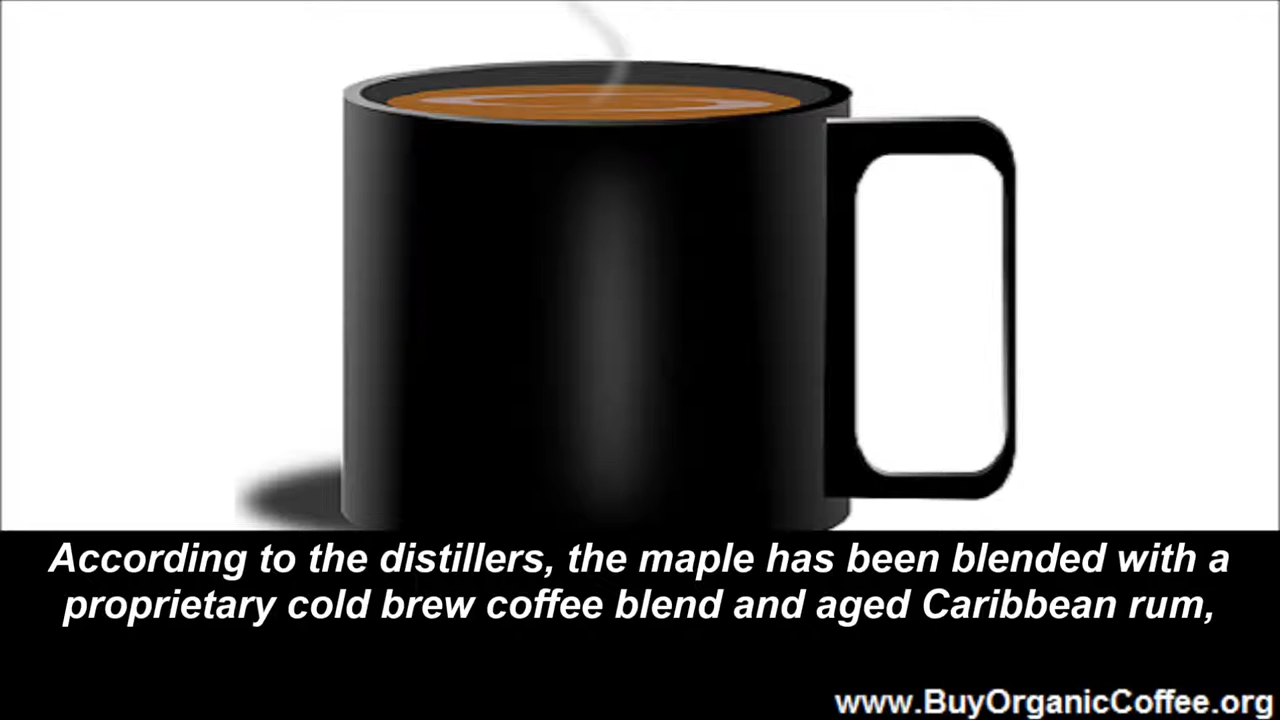 According to the distillers, the maple has been blended with a
proprietary cold brew coffee blend and aged Caribbean rum,
www.BuyOrganicCoffee.org